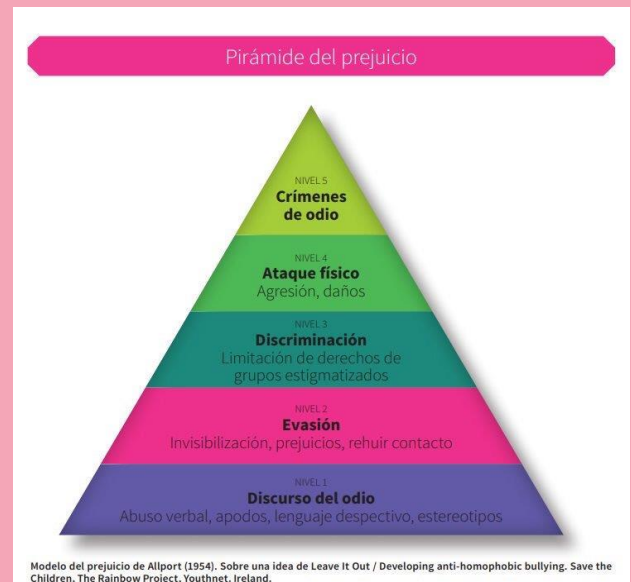 Pirámide del prejuicio
NIVEL 5
Crímenes
de odio
NIVEL 4
Ataque físico
Agresión, daños
NIVEL 3
Discriminación
Limitación de derechos de
grupos estigmatizados
NIVEL 2
Evasión
Invisibilización, prejuicios, rehuir contacto
NIVEL 1
Discurso del odio
Abuso verbal, apodos, lenguaje despectivo, estereotipos
Modelo del prejuicio de Allport (1954). Sobre una idea de Leave It Out / Developing anti-homophobic bullying. Save the
Children, The Rainbow Project, Youthnet, Ireland.